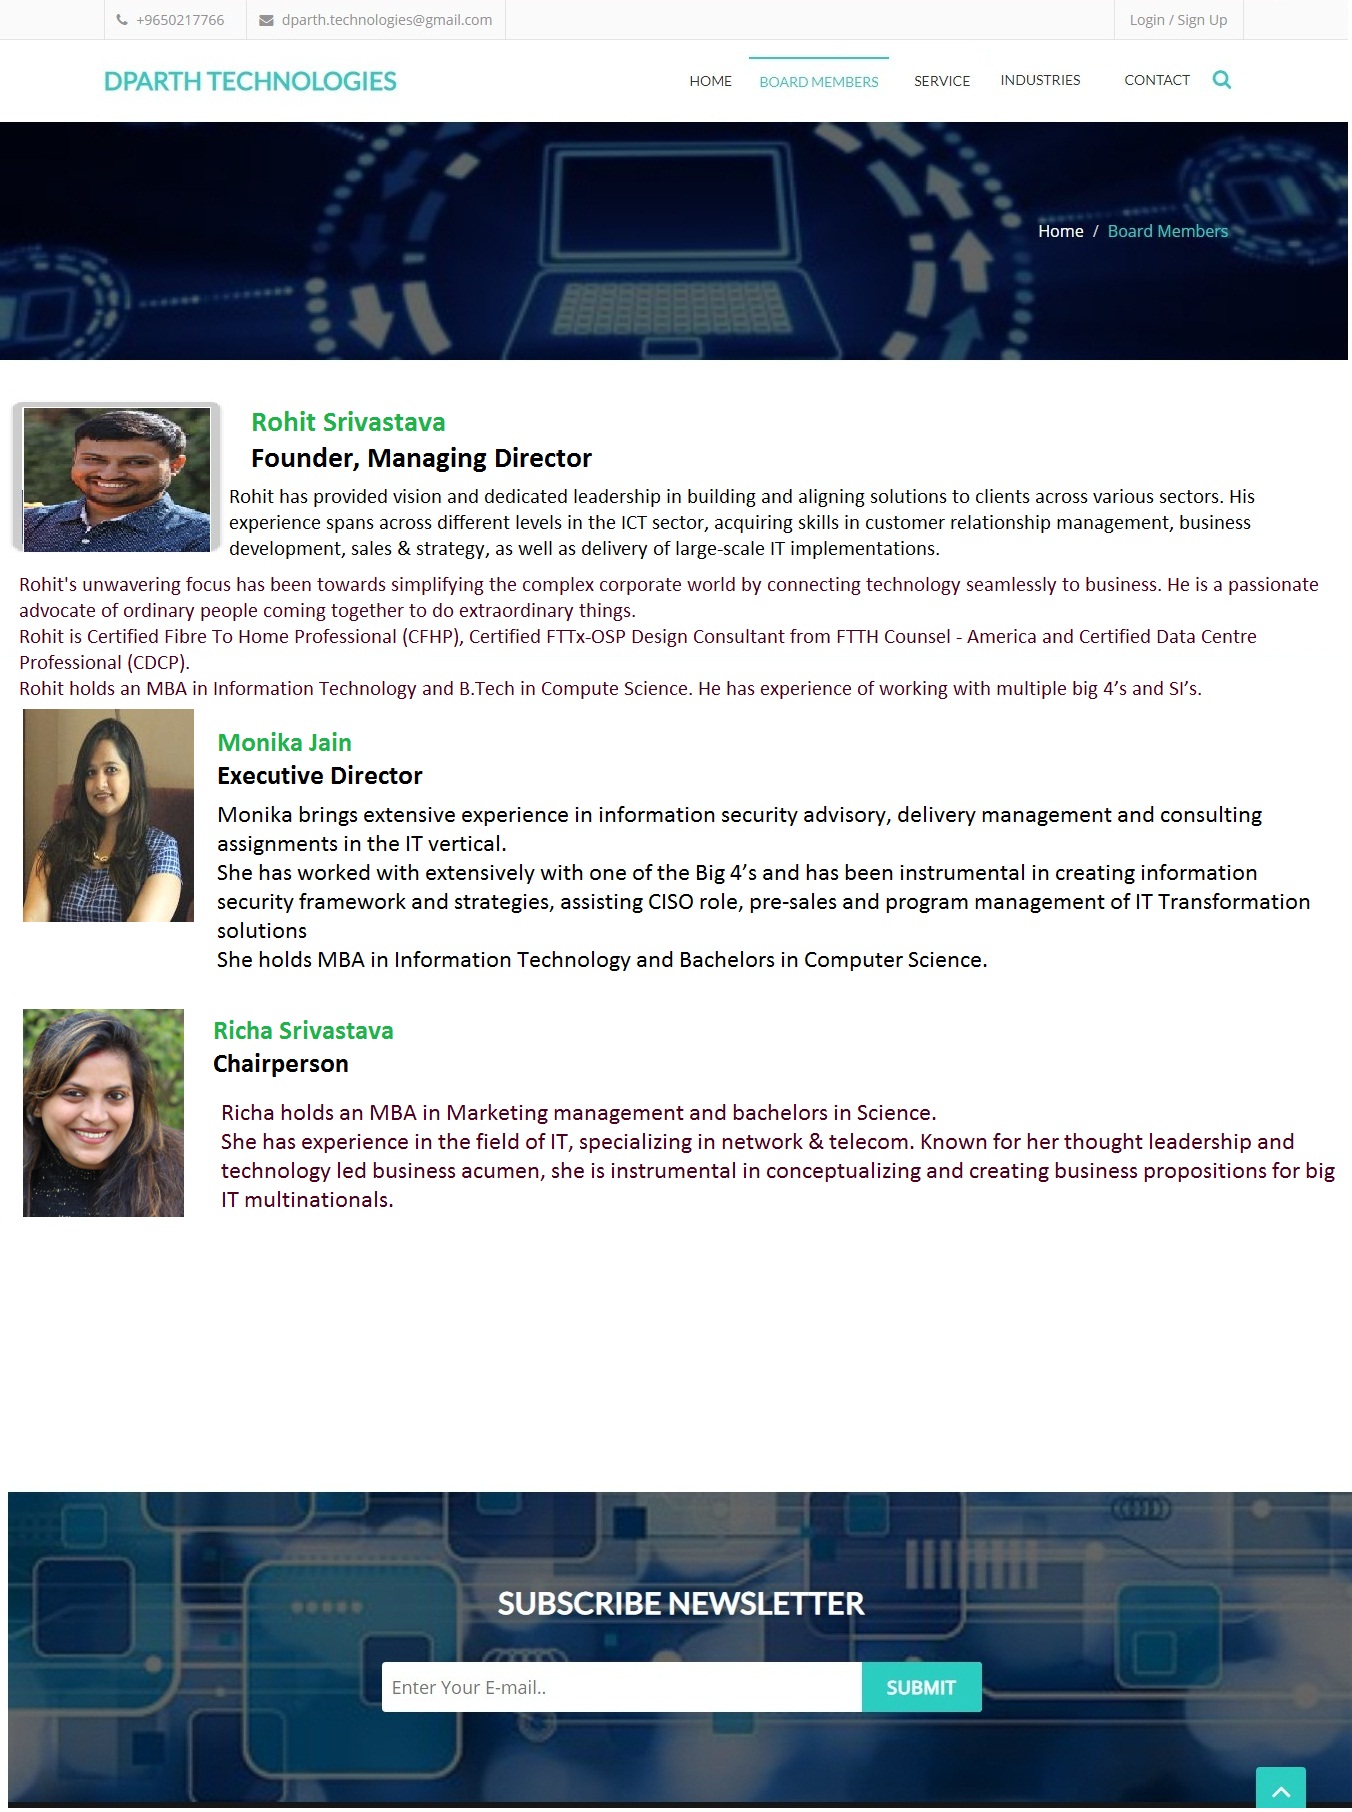 +9650217766
dparth.technologies@gmail.com
Login / Sign Up
DPARTH TECHNOLOGIES
HOME
BOARD MEMBERS
SERVICE
INDUSTRIES
CONTACT
Home / Board Members
Rohit Srivastava
Founder, Managing Director
Rohit has provided vision and dedicated leadership in building and aligning solutions to clients across various sectors. His
experience spans across different levels in the ICT sector, acquiring skills in customer relationship management, business
development, sales & strategy, as well as delivery of large-scale IT implementations.
Rohit's unwavering focus has been towards simplifying the complex corporate world by connecting technology seamlessly to business. He is a passionate
advocate of ordinary people coming together to do extraordinary things.
Rohit is Certified Fibre To Home Professional (CFHP), Certified FTTx-OSP Design Consultant from FTTH Counsel - America and Certified Data Centre
Professional (CDCP).
Rohit holds an MBA in Information Technology and B.Tech in Compute Science. He has experience of working with multiple big 4’s and SI’s.
Monika Jain
Executive Director
Monika brings extensive experience in information security advisory, delivery management and consulting
assignments in the IT vertical.
She has worked with extensively with one of the Big 4’s and has been instrumental in creating information
security framework and strategies, assisting CISO role, pre-sales and program management of IT Transformation
solutions
She holds MBA in Information Technology and Bachelors in Computer Science.
Richa Srivastava
Chairperson
Richa holds an MBA in Marketing management and bachelors in Science.
She has experience in the field of IT, specializing in network & telecom. Known for her thought leadership and
technology led business acumen, she is instrumental in conceptualizing and creating business propositions for big
IT multinationals.
SUBSCRIBE NEWSLETTER
Enter Your E-mail..
SUBMIT